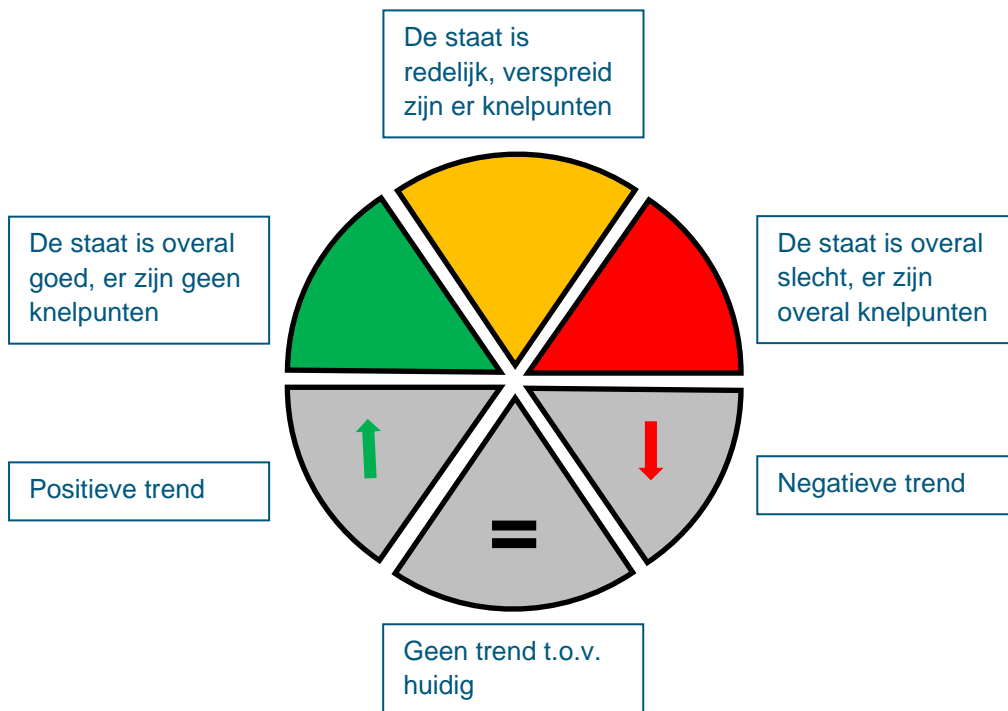 De staat is
redelijk, verspreid
zijn er knelpunten
De staat is overal
goed, er zijn geen
knelpunten
De staat is overal
slecht, er zijn
overal knelpunten
Positieve trend
=
Negatieve trend
Geen trend t.o.v.
huidig